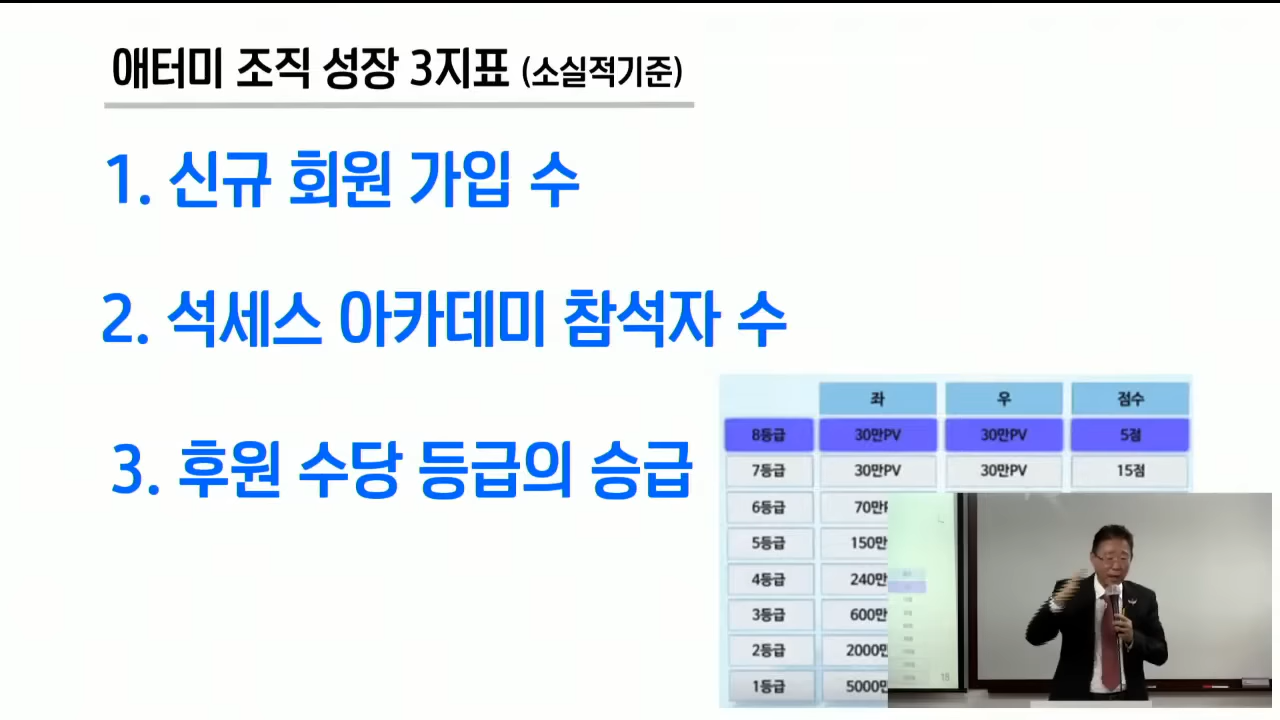 애터미 조직 성장 3지표 (소실적기준)
1. 신규 회원 가입 수
2. 석세스 아카데미 참석자 수
3. 후원 수당 등급의 승급
좌 우 점수
8등급 30만PV 30만PV 5점
7등급 30만PV 30만PV 15점
6등급 70만
5등급 150만
4등급 240만
3등급 600만
2등급 2000만
1등급 5000만
18